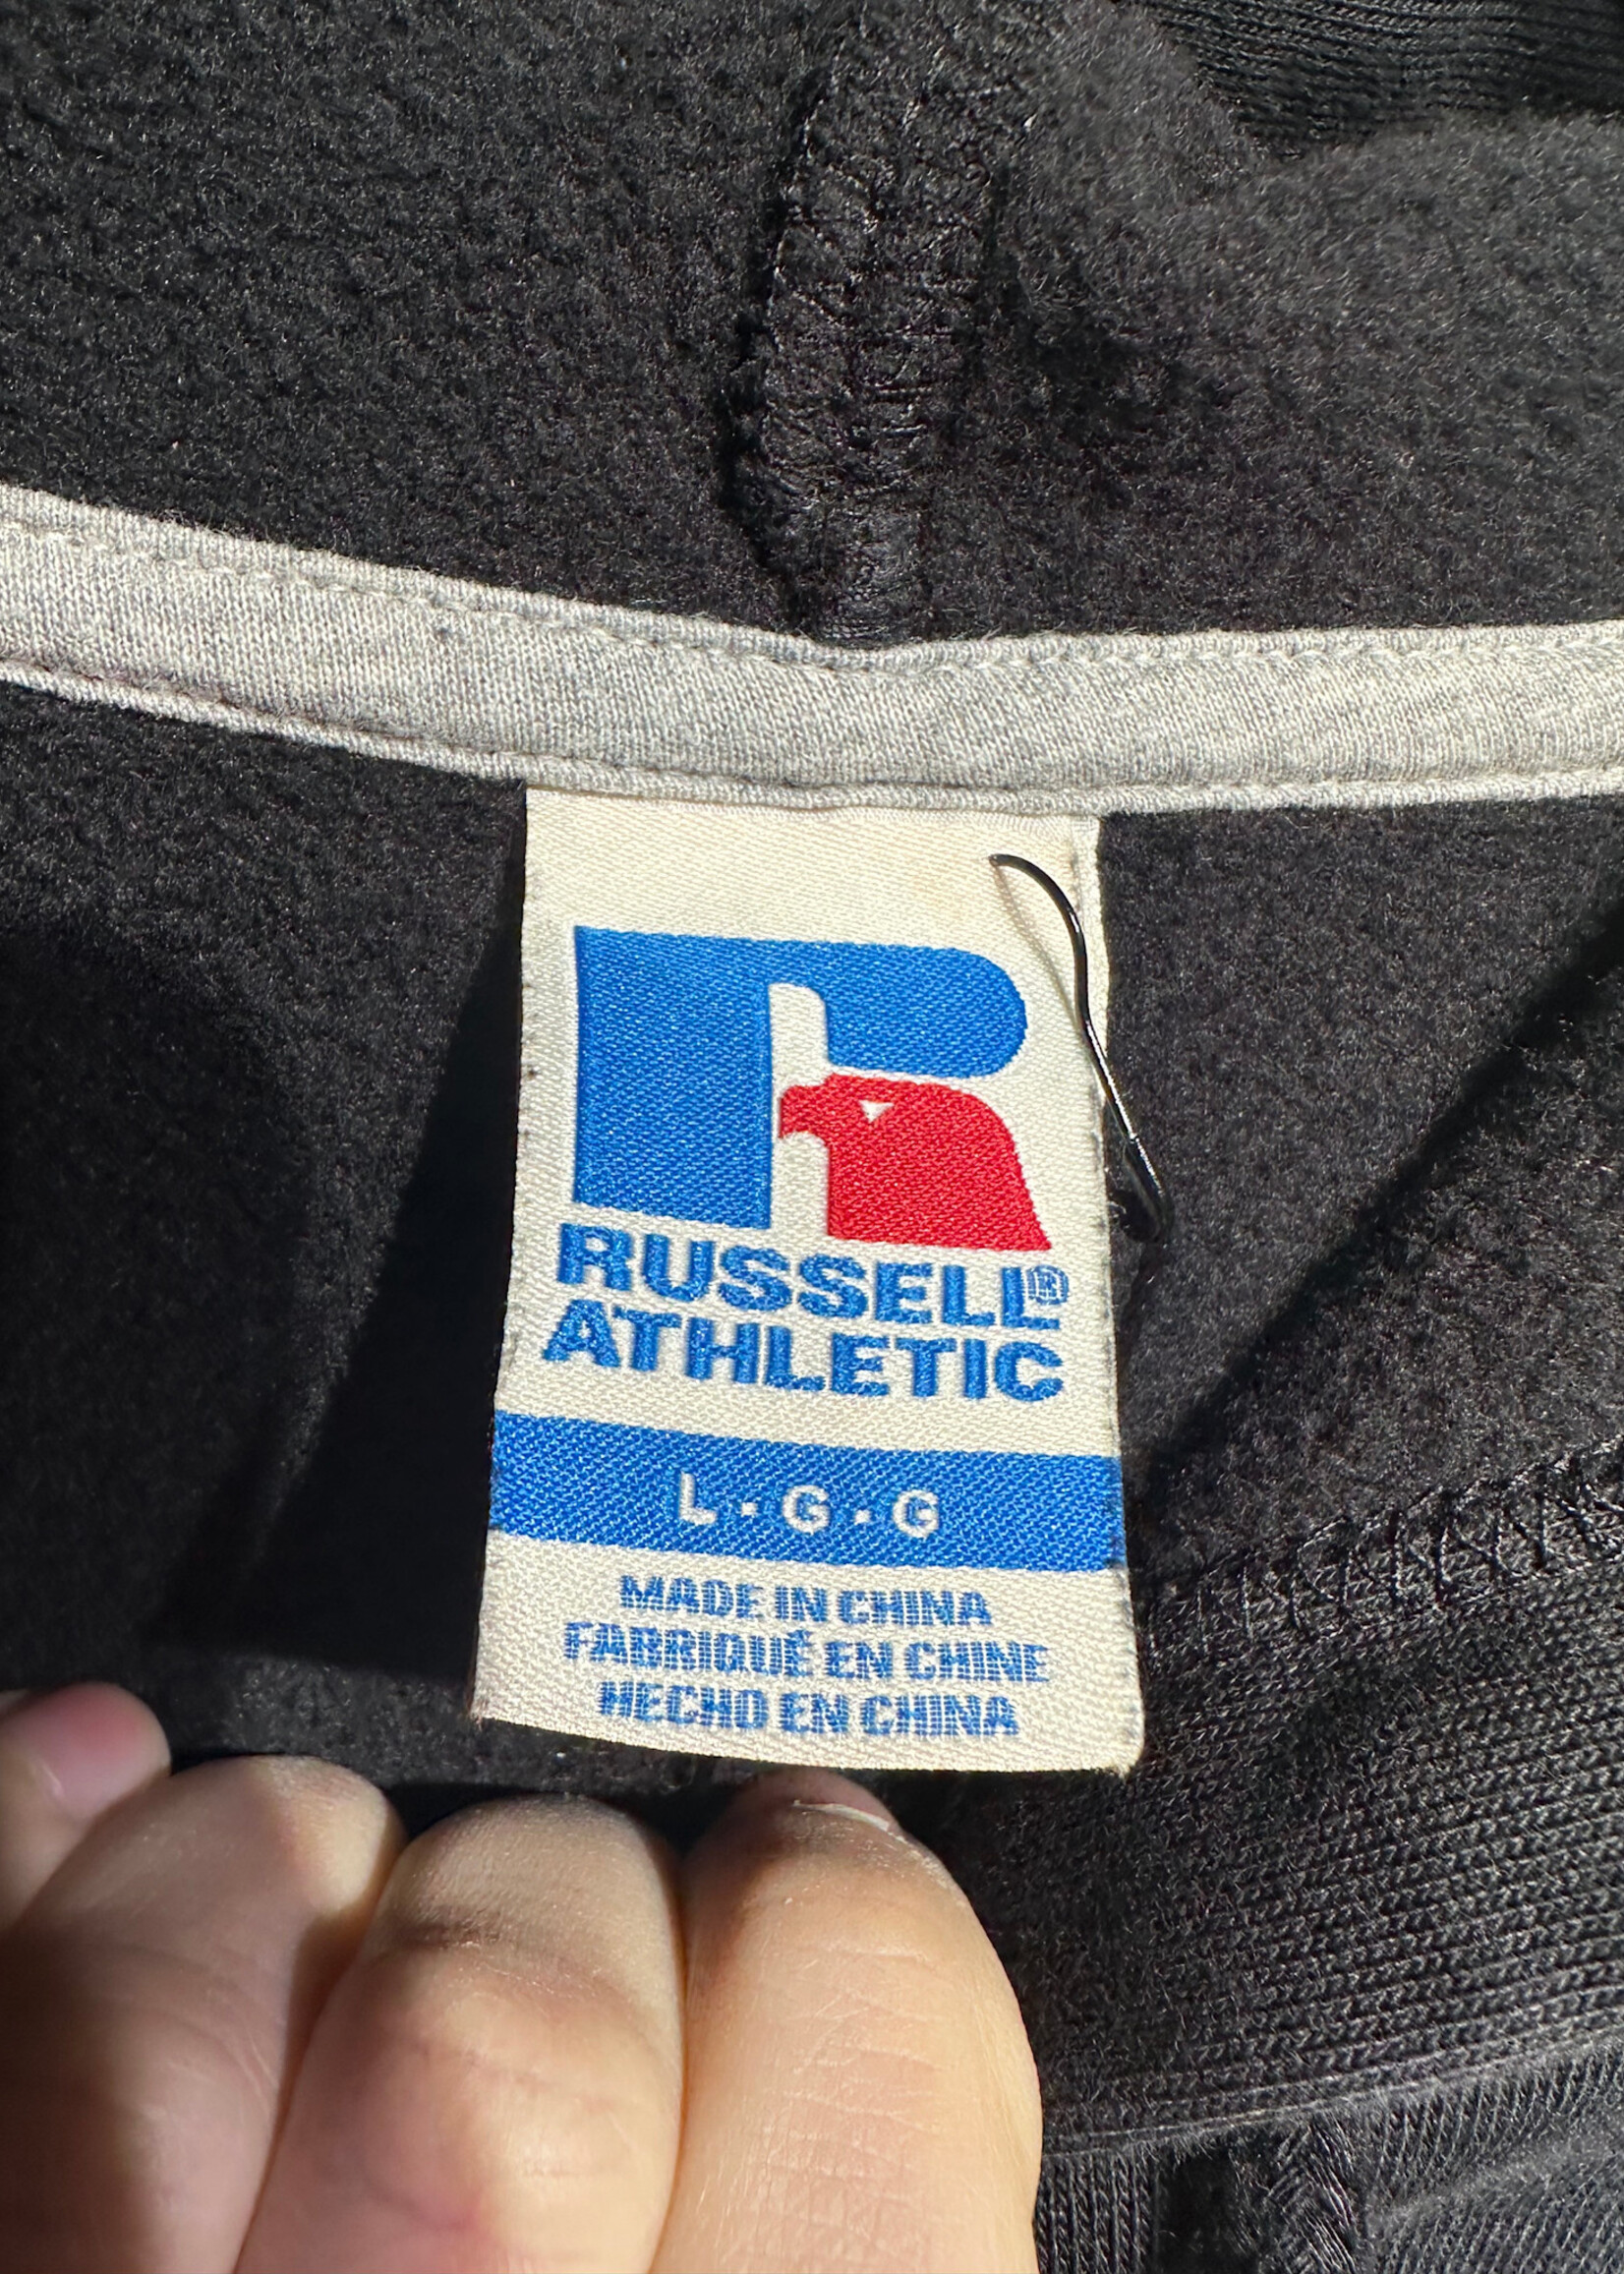 R
RUSSELL®
ATHLETIC
L·G·G
MADE IN CHINA
FABRIQUÉ EN CHINE
HECHO EN CHINA